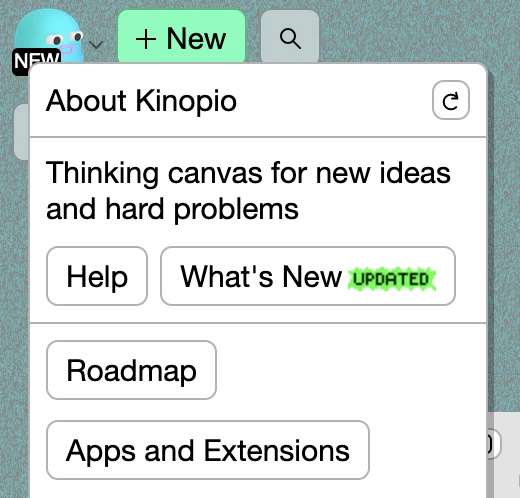 NEW
+ New
About Kinopio
Thinking canvas for new ideas
and hard problems
Help
What's New UPDATED
Roadmap
Apps and Extensions